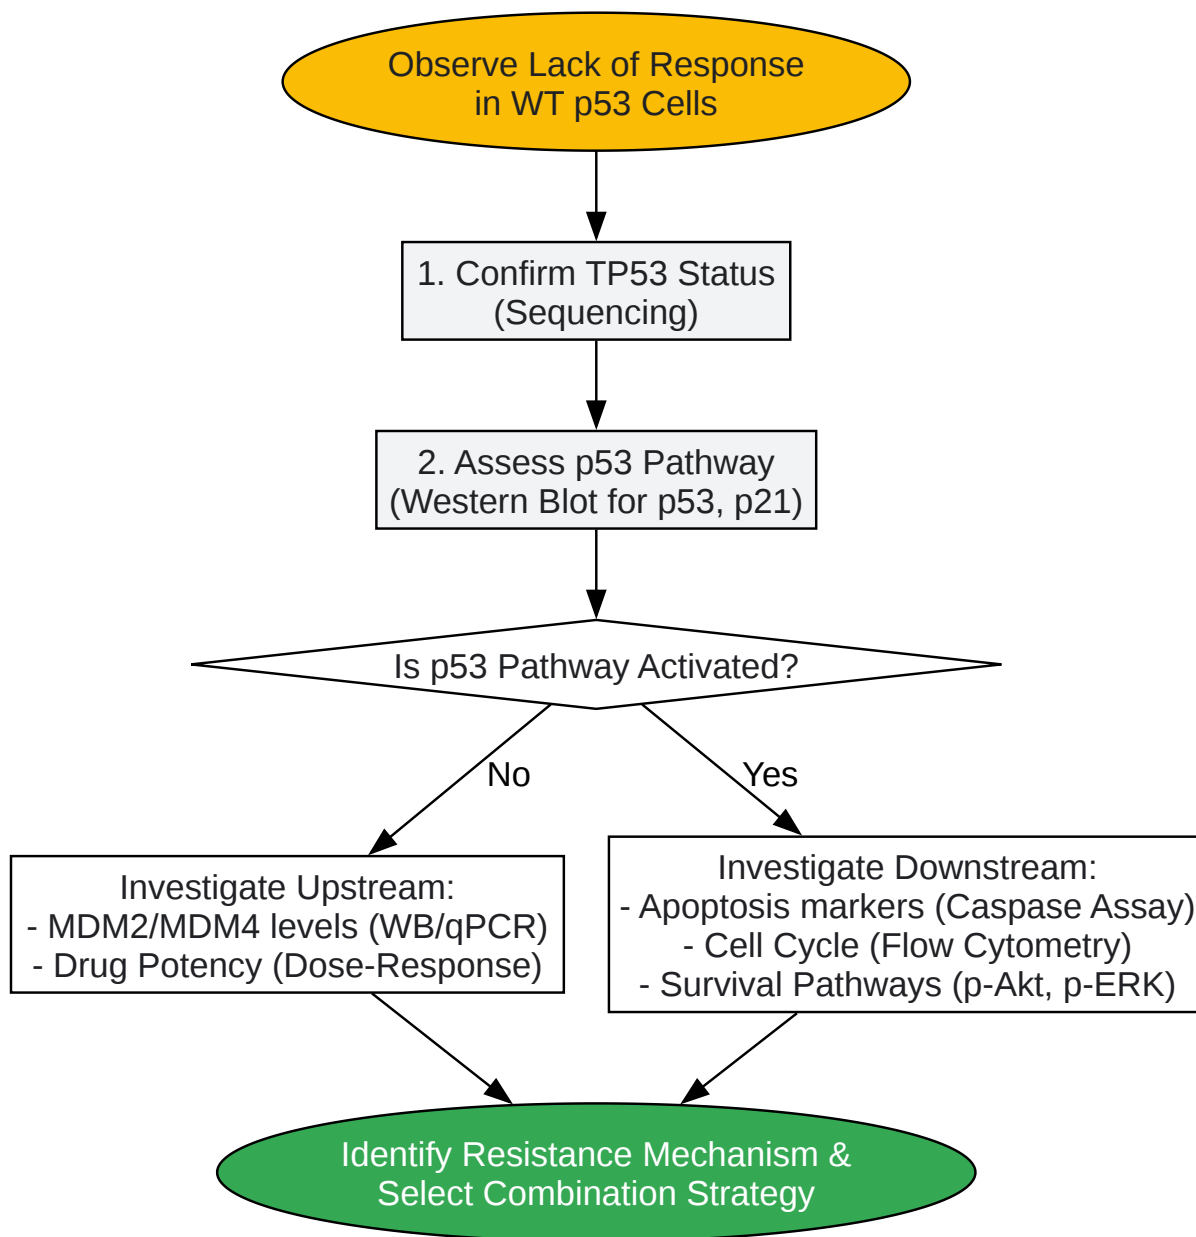 Observe Lack of Response
in WT p53 Cells
1. Confirm TP53 Status
(Sequencing)
2. Assess p53 Pathway
(Western Blot for p53, p21)
Is p53 Pathway Activated?
No
Yes
Investigate Upstream:
- MDM2/MDM4 levels (WB/qPCR)
- Drug Potency (Dose-Response)
Investigate Downstream:
- Apoptosis markers (Caspase Assay)
- Cell Cycle (Flow Cytometry)
- Survival Pathways (p-Akt, p-ERK)
Identify Resistance Mechanism &
Select Combination Strategy